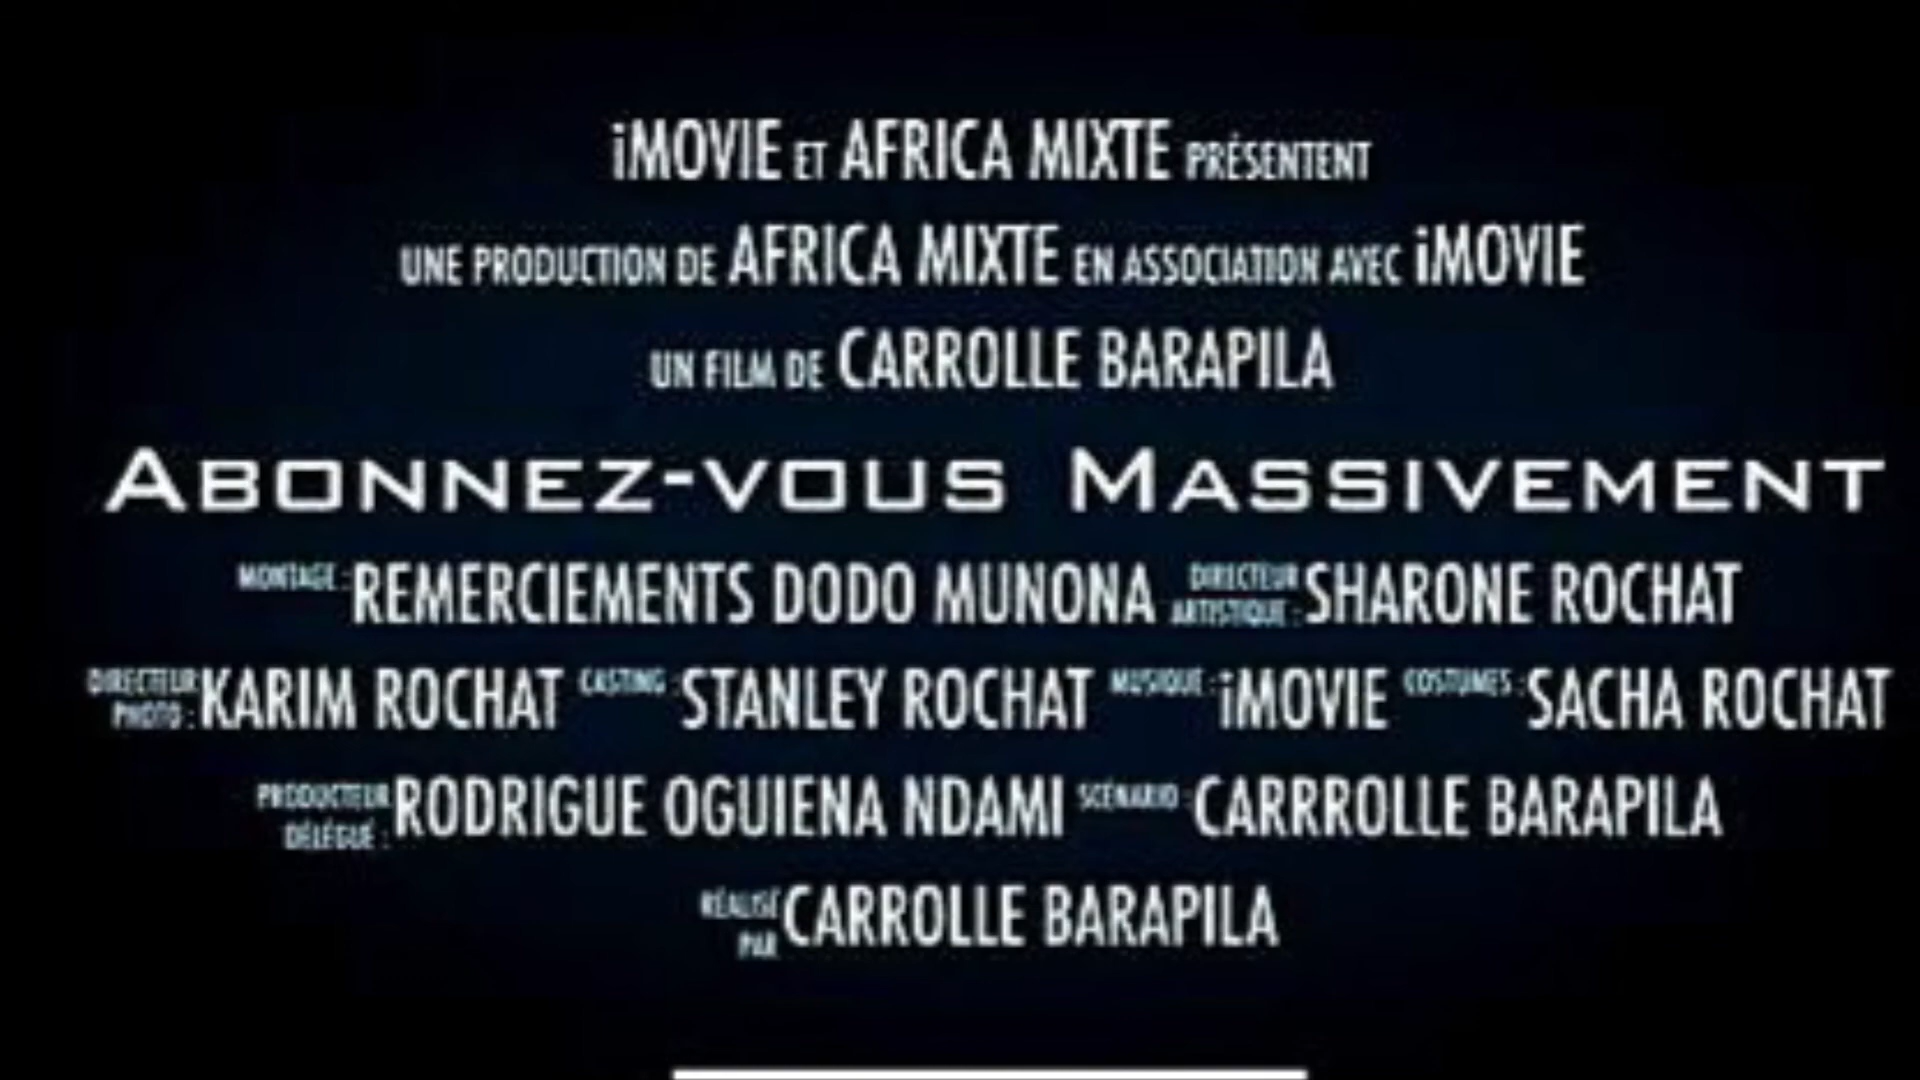 iMOVIE ET AFRICA MIXTE PRÉSENTENT
UNE PRODUCTION DE AFRICA MIXTE EN ASSOCIATION AVEC iMOVIE
UN FILM DE CARROLLE BARAPILA
ABONNEZ-VOUS MASSIVEMENT
MONTAGE : REMERCIEMENTS DODO MUNONA DIRECTEUR ARTISTIQUE : SHARONE ROCHAT
DIRECTEUR PHOTO : KARIM ROCHAT CASTING : STANLEY ROCHAT MUSIQUE : iMOVIE COSTUMES : SACHA ROCHAT
PRODUCTEUR DÉLÉGUÉ : RODRIGUE OGUIENA NDAMI SCÉNARIO : CARRROLLE BARAPILA
RÉALISÉ PAR CARROLLE BARAPILA